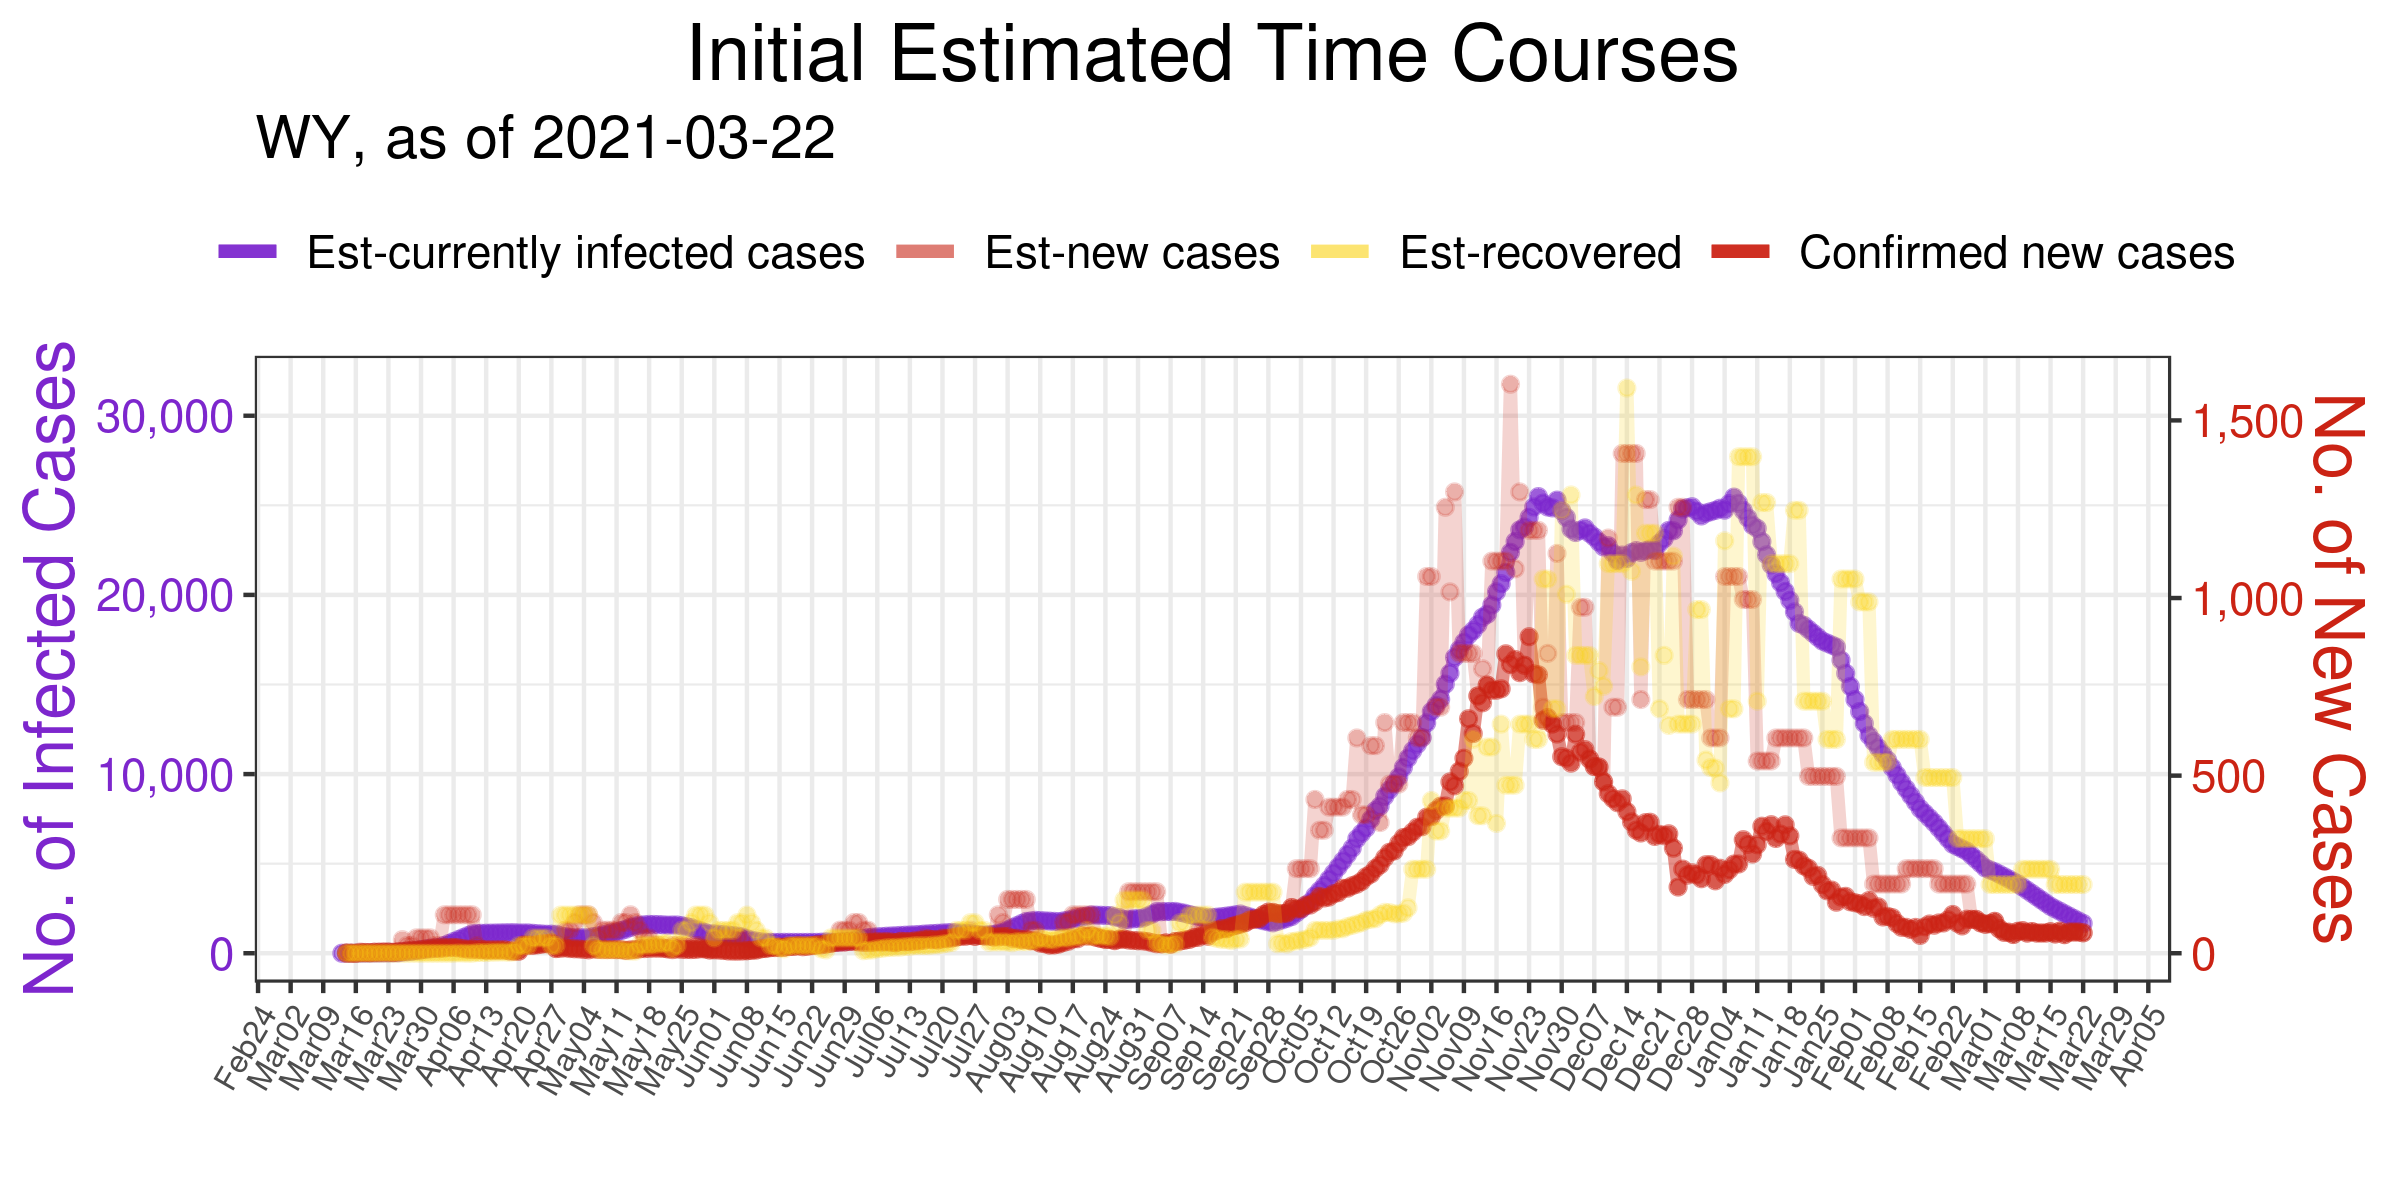 Initial Estimated Time Courses
WY, as of 2021-03-22
Est-currently infected cases
Est-new cases
Est-recovered
Confirmed new cases
No. of Infected Cases
30,000
20,000
10,000
0
1,500
1,000
500
0
No. of New Cases
Feb24
Mar02
Mar09
Mar16
Mar23
Mar30
Apr06
Apr13
Apr20
Apr27
May04
May11
May18
May25
Jun01
Jun08
Jun15
Jun22
Jun29
Jul06
Jul13
Jul20
Jul27
Aug03
Aug10
Aug17
Aug24
Aug31
Sep07
Sep14
Sep21
Sep28
Oct05
Oct12
Oct19
Oct26
Nov02
Nov09
Nov16
Nov23
Nov30
Dec07
Dec14
Dec21
Dec28
Jan04
Jan11
Jan18
Jan25
Feb01
Feb08
Feb15
Feb22
Mar01
Mar08
Mar15
Mar22
Mar29
Apr05